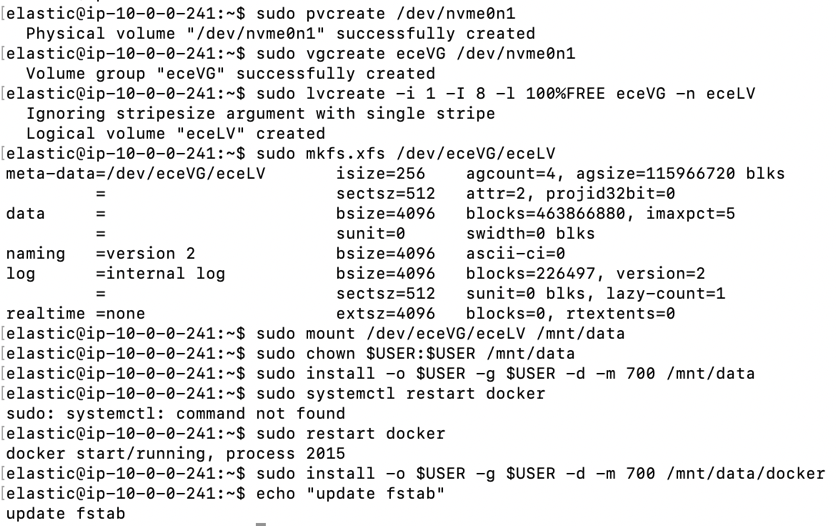 [elastic@ip-10-0-0-241:~$ sudo pvcreate /dev/nvme0n1
  Physical volume "/dev/nvme0n1" successfully created
[elastic@ip-10-0-0-241:~$ sudo vgcreate eceVG /dev/nvme0n1
  Volume group "eceVG" successfully created
[elastic@ip-10-0-0-241:~$ sudo lvcreate -i 1 -I 8 -l 100%FREE eceVG -n eceLV
  Ignoring stripesize argument with single stripe
  Logical volume "eceLV" created
[elastic@ip-10-0-0-241:~$ sudo mkfs.xfs /dev/eceVG/eceLV
meta-data=/dev/eceVG/eceLV       isize=256    agcount=4, agsize=115966720 blks
         =                       sectsz=512   attr=2, projid32bit=0
data     =                       bsize=4096   blocks=463866880, imaxpct=5
         =                       sunit=0      swidth=0 blks
naming   =version 2              bsize=4096   ascii-ci=0
log      =internal log           bsize=4096   blocks=226497, version=2
         =                       sectsz=512   sunit=0 blks, lazy-count=1
realtime =none                   extsz=4096   blocks=0, rtextents=0
[elastic@ip-10-0-0-241:~$ sudo mount /dev/eceVG/eceLV /mnt/data
[elastic@ip-10-0-0-241:~$ sudo chown $USER:$USER /mnt/data
[elastic@ip-10-0-0-241:~$ sudo install -o $USER -g $USER -d -m 700 /mnt/data
[elastic@ip-10-0-0-241:~$ sudo systemctl restart docker
sudo: systemctl: command not found
[elastic@ip-10-0-0-241:~$ sudo restart docker
docker start/running, process 2015
[elastic@ip-10-0-0-241:~$ sudo install -o $USER -g $USER -d -m 700 /mnt/data/docker
[elastic@ip-10-0-0-241:~$ echo "update fstab"
update fstab